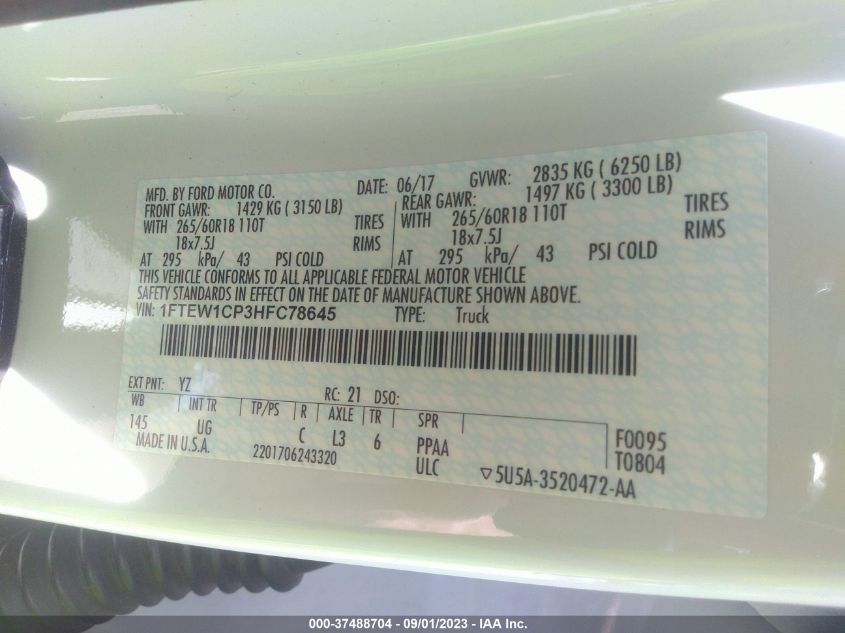 MFD. BY FORD MOTOR CO. DATE: 06/17 GVWR: 2835 KG ( 6250 LB)
FRONT GAWR: 1429 KG ( 3150 LB) REAR GAWR: 1497 KG ( 3300 LB)
WITH 265/60R18 110T TIRES WITH 265/60R18 110T TIRES
18x7.5J RIMS 18x7.5J RIMS
AT 295 kPa/ 43 PSI COLD AT 295 kPa/ 43 PSI COLD
THIS VEHICLE CONFORMS TO ALL APPLICABLE FEDERAL MOTOR VEHICLE
SAFETY STANDARDS IN EFFECT ON THE DATE OF MANUFACTURE SHOWN ABOVE.
VIN: 1FTEW1CP3HFC78645 TYPE: Truck
EXT PNT: YZ RC: 21 DSO:
WB INT TR TP/PS R AXLE TR SPR
145 UG C L3 6 PPAA F0095
MADE IN U.S.A. 2201706243320 ULC T0804
▽5U5A-3520472-AA
000-37488704 - 09/01/2023 - IAA Inc.